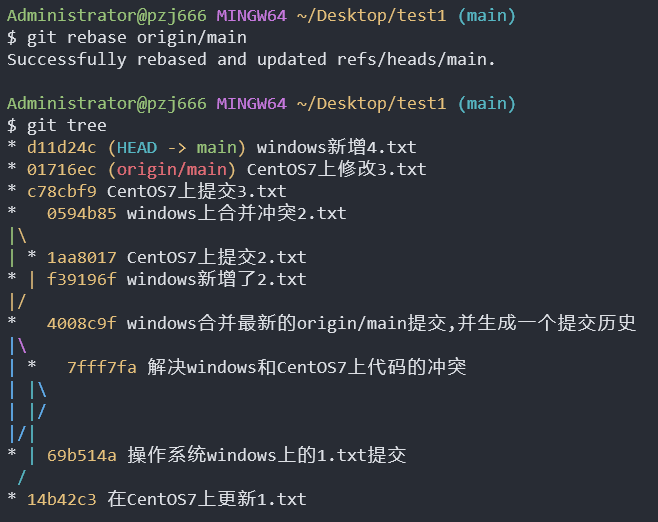 Administrator@pzj666 MINGW64 ~/Desktop/test1 (main)
$ git rebase origin/main
Successfully rebased and updated refs/heads/main.

Administrator@pzj666 MINGW64 ~/Desktop/test1 (main)
$ git tree
* d11d24c (HEAD -> main) windows新增4.txt
* 01716ec (origin/main) CentOS7上修改3.txt
* c78cbf9 CentOS7上提交3.txt
*   0594b85 windows上合并冲突2.txt
|\
| * 1aa8017 CentOS7上提交2.txt
* | f39196f windows新增了2.txt
|/
*   4008c9f windows合并最新的origin/main提交,并生成一个提交历史
|\
| *   7fff7fa 解决windows和CentOS7上代码的冲突
| |\
| |/
|/|
* | 69b514a 操作系统windows上的1.txt提交
 /
* 14b42c3 在CentOS7上更新1.txt